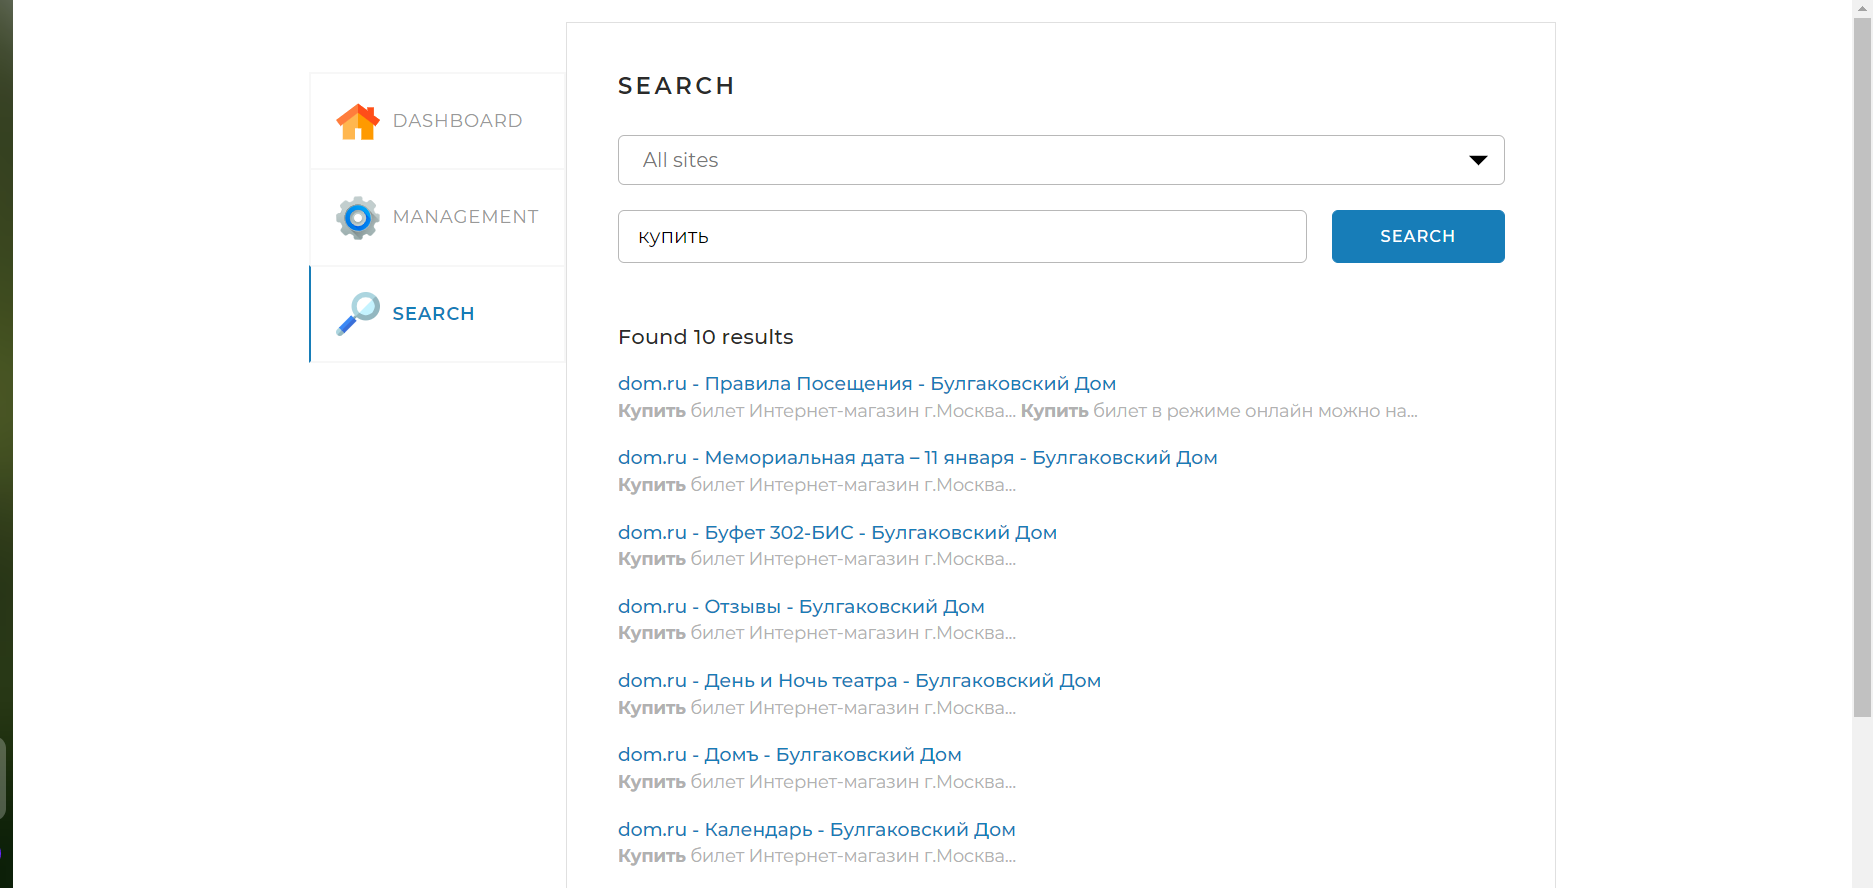 DASHBOARD
MANAGEMENT
SEARCH
SEARCH
All sites
купить
SEARCH
Found 10 results
dom.ru - Правила Посещения - Булгаковский Дом
Купить билет Интернет-магазин г.Москва... Купить билет в режиме онлайн можно на...
dom.ru - Мемориальная дата – 11 января - Булгаковский Дом
Купить билет Интернет-магазин г.Москва...
dom.ru - Буфет 302-БИС - Булгаковский Дом
Купить билет Интернет-магазин г.Москва...
dom.ru - Отзывы - Булгаковский Дом
Купить билет Интернет-магазин г.Москва...
dom.ru - День и Ночь театра - Булгаковский Дом
Купить билет Интернет-магазин г.Москва...
dom.ru - Домъ - Булгаковский Дом
Купить билет Интернет-магазин г.Москва...
dom.ru - Календарь - Булгаковский Дом
Купить билет Интернет-магазин г.Москва...